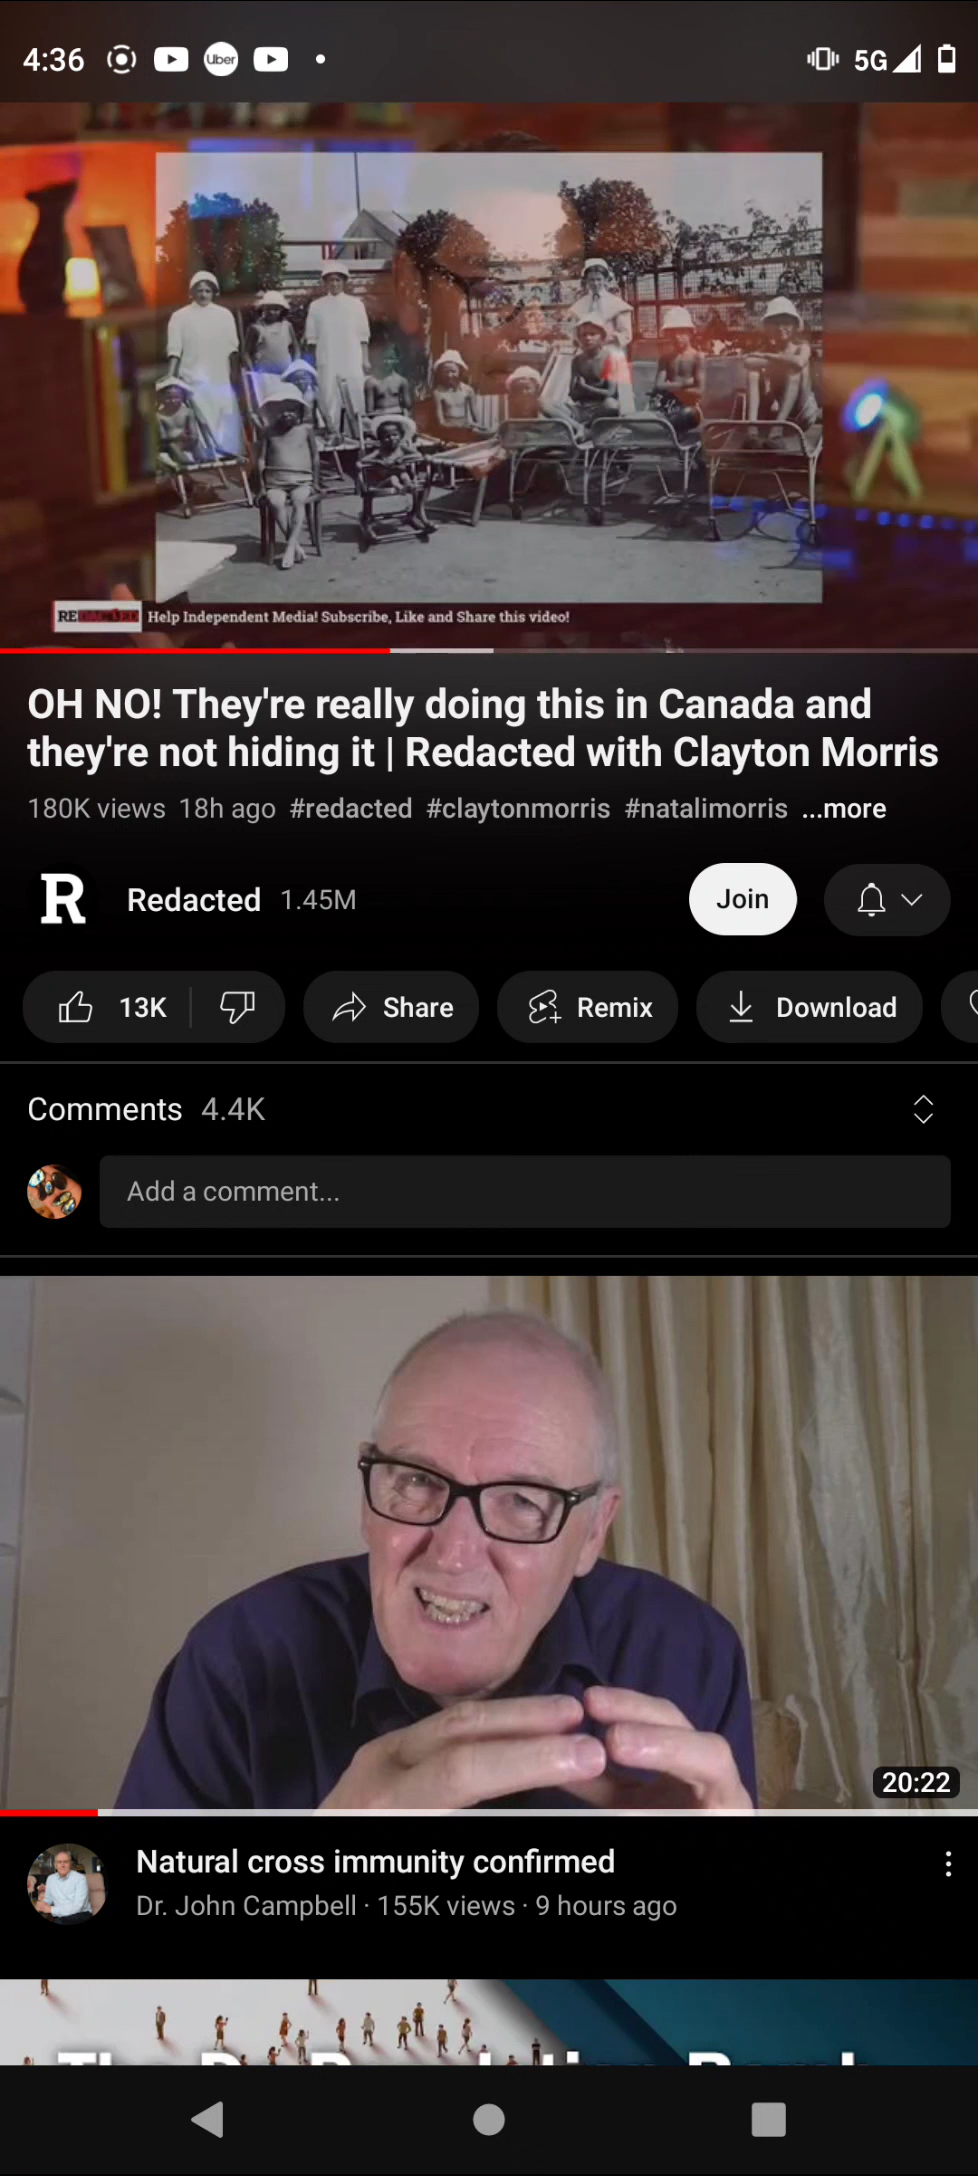 4:36
Uber
5G
REDACTED Help Independent Media! Subscribe, Like and Share this video!
OH NO! They're really doing this in Canada and
they're not hiding it | Redacted with Clayton Morris
180K views 18h ago #redacted #claytonmorris #natalimorris ...more
R Redacted 1.45M Join
13K Share Remix Download
Comments 4.4K
Add a comment...
20:22
Natural cross immunity confirmed
Dr. John Campbell · 155K views · 9 hours ago